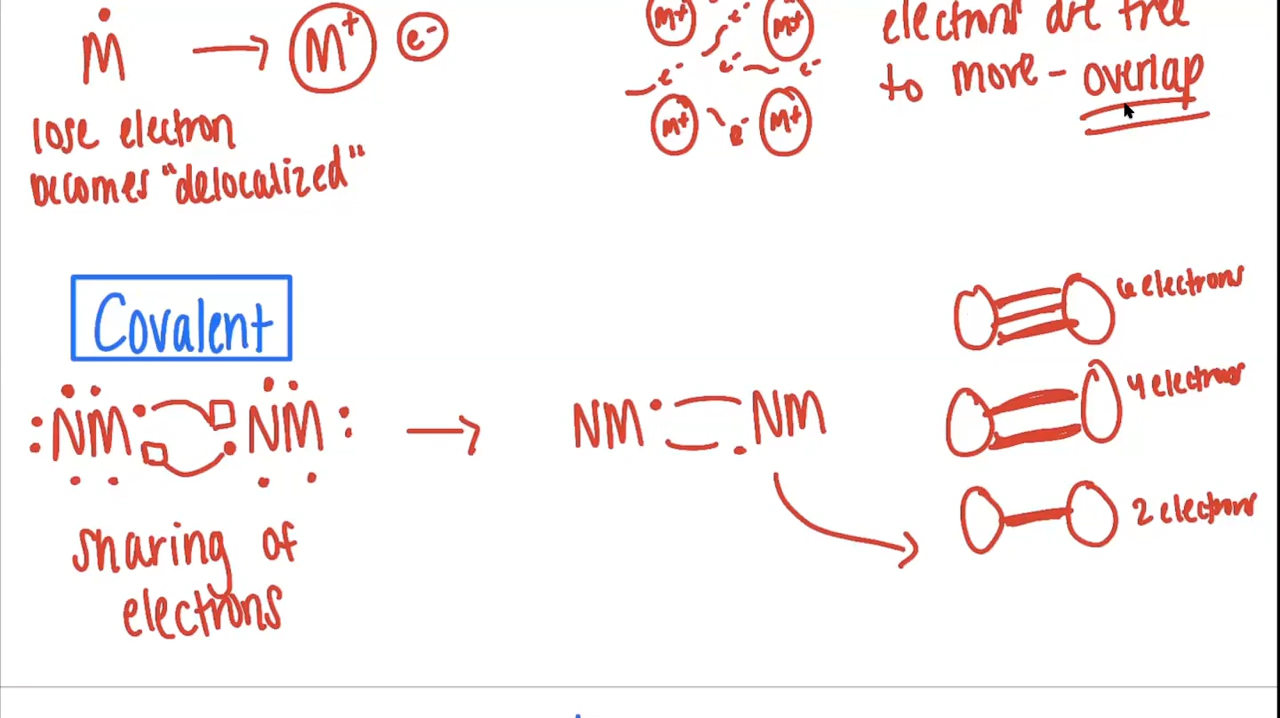 M → M+ e-
M+ e- M+
e- e- e-
M+ e- M+
electrons are free
to more - overlap
lose electron
becomes "delocalized"
Covalent
NM NM → NM NM
sharing of
electrons
6 electrons
4 electrons
2 electrons